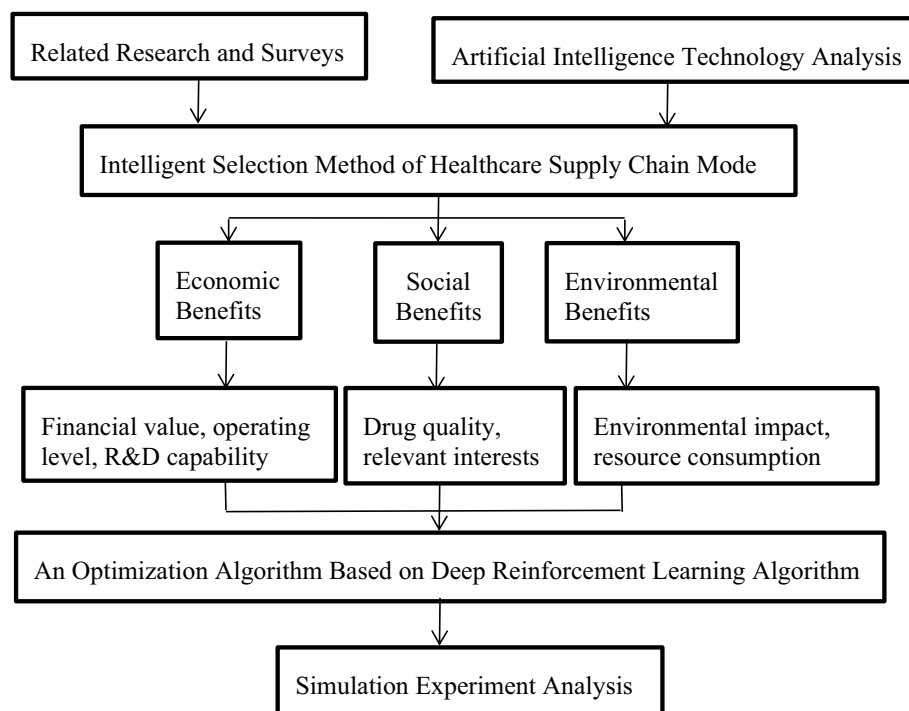 Related Research and Surveys
Artificial Intelligence Technology Analysis
Intelligent Selection Method of Healthcare Supply Chain Mode
Economic
Benefits
Social
Benefits
Environmental
Benefits
Financial value, operating
level, R&D capability
Drug quality,
relevant interests
Environmental impact,
resource consumption
An Optimization Algorithm Based on Deep Reinforcement Learning Algorithm
Simulation Experiment Analysis